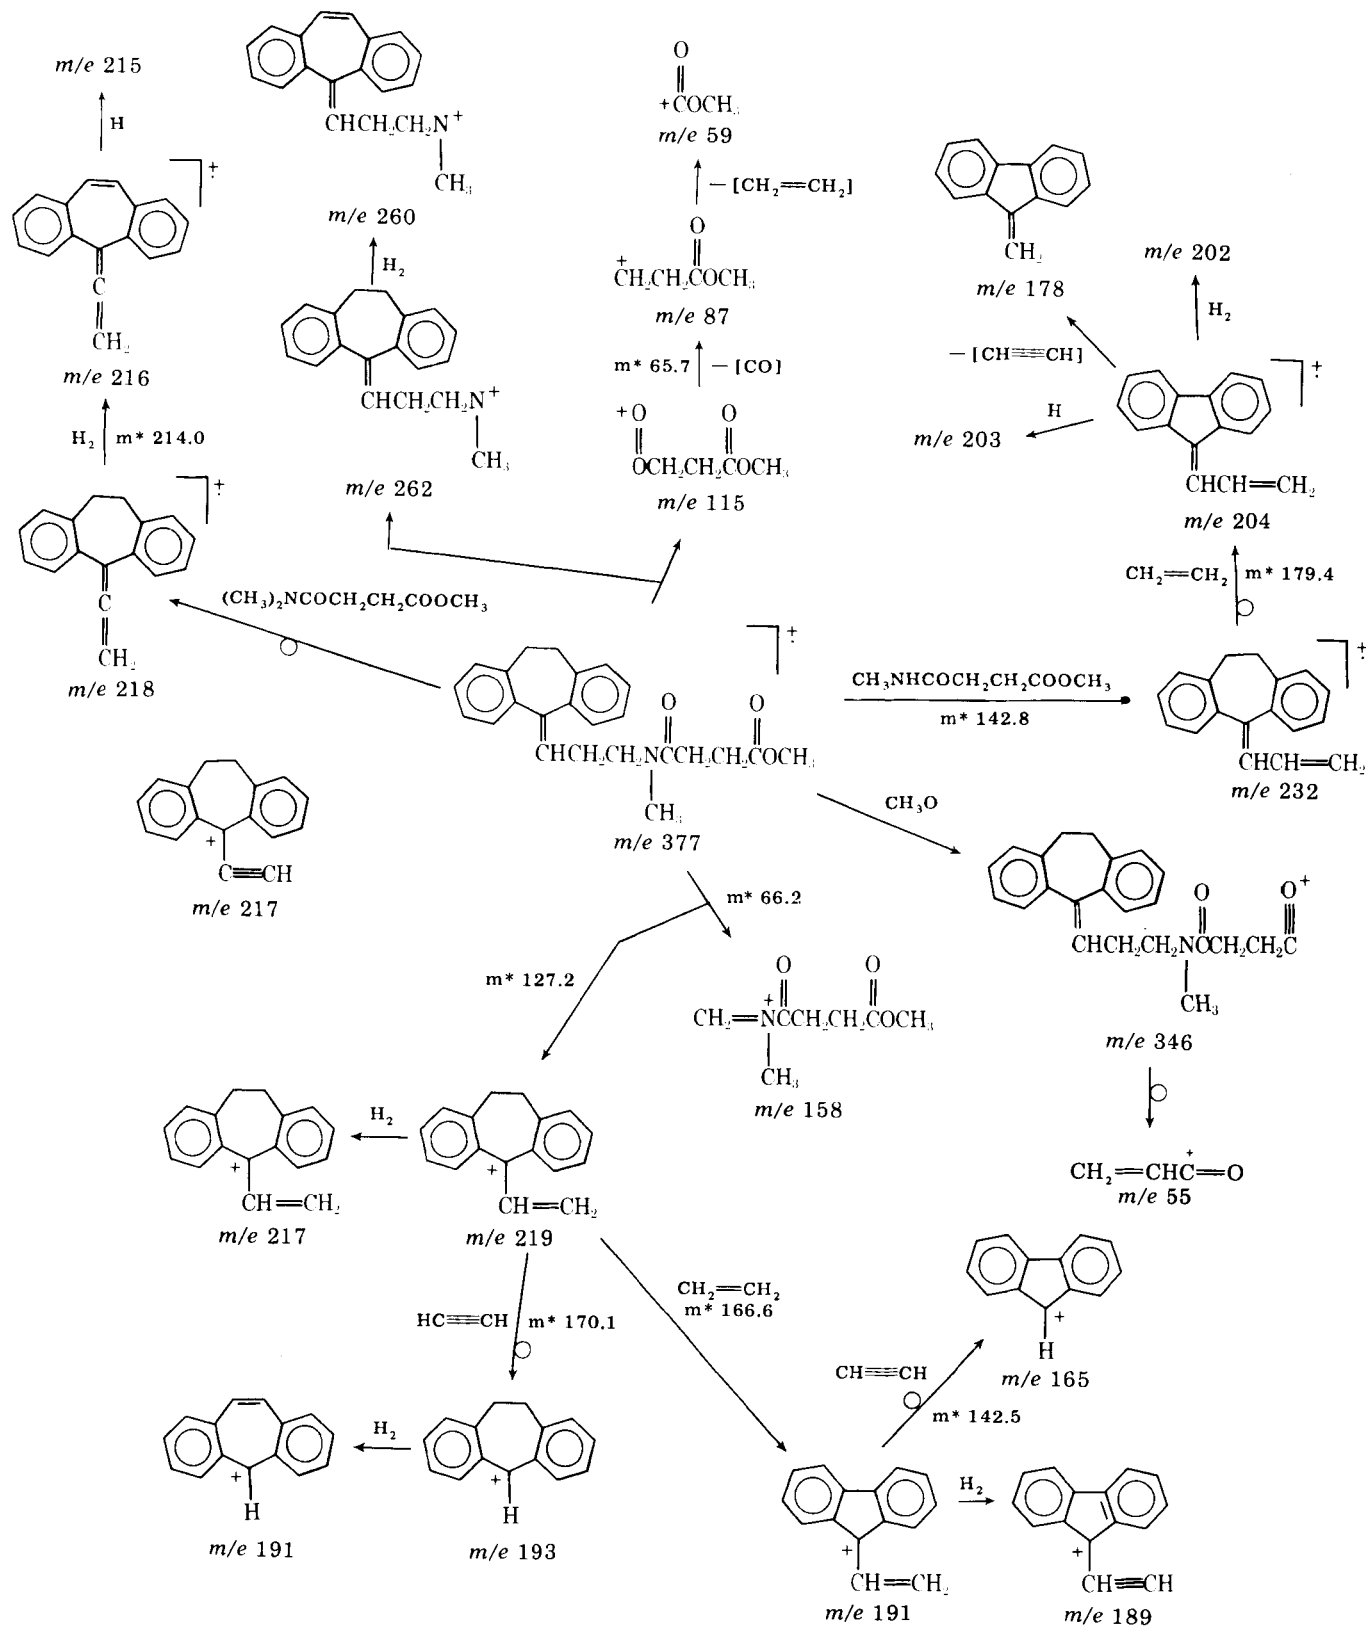 m/e 215
H
+.
C
CH₂
m/e 216
H₂ m* 214.0
+.
C
CH₂
m/e 218
CHCH₂CH₂N⁺
CH₃
m/e 260
H₂
CHCH₂CH₂N⁺
CH₃
m/e 262
O
+COCH₃
m/e 59
−[CH₂=CH₂]
O
+
CH₂CH₂COCH₃
m/e 87
m* 65.7 −[CO]
+O O
OCH₂CH₂COCH₃
m/e 115
CH₂
m/e 178
m/e 202
H₂
−[CH≡CH]
H
m/e 203
+.
CHCH=CH₂
m/e 204
CH₂=CH₂ m* 179.4
(CH₃)₂NCOCH₂CH₂COOCH₃
+.
O O
CHCH₂CH₂NCCH₂CH₂COCH₃
CH₃
m/e 377
CH₃NHCOCH₂CH₂COOCH₃
m* 142.8
+.
CHCH=CH₂
m/e 232
+
C≡CH
m/e 217
CH₃O
O O⁺
CHCH₂CH₂NOCH₂CH₂C
CH₃
m/e 346
m* 66.2
m* 127.2
O O
+
CH₂=NCCH₂CH₂COCH₃
CH₃
m/e 158
+
CH₂=CHC=O
m/e 55
+
CH=CH₂
m/e 217
H₂
+
CH=CH₂
m/e 219
HC≡CH m* 170.1
CH₂=CH₂
m* 166.6
+
H
m/e 165
CH≡CH
m* 142.5
+
H
m/e 191
H₂
+
H
m/e 193
+
CH=CH₂
m/e 191
H₂
+
CH≡CH
m/e 189